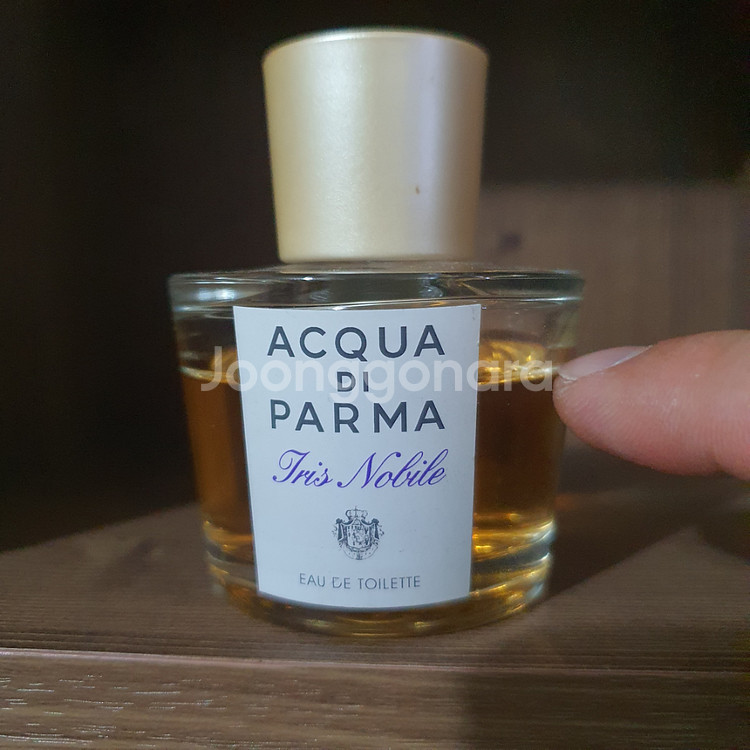 ACQUA
DI
PARMA
Iris Nobile
EAU DE TOILETTE
Joonggonara